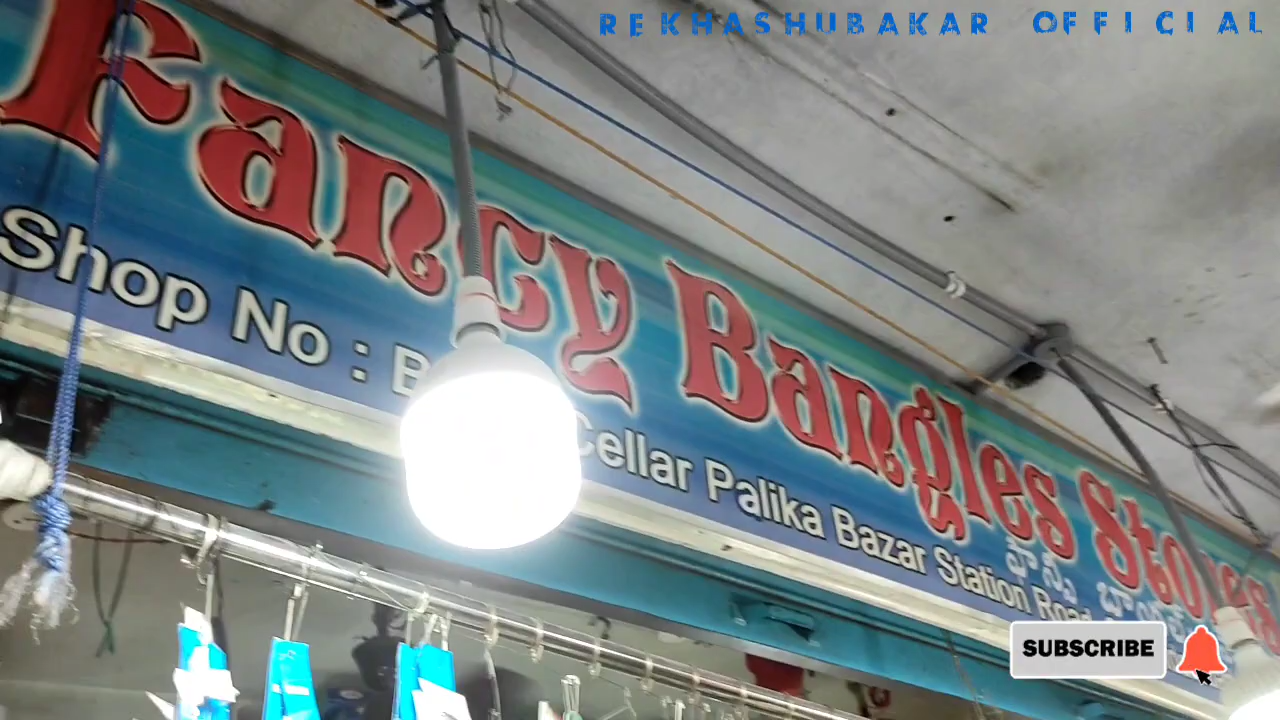 REKHASHUBAKAR OFFICIAL
Fancy Bangles Stores
Shop No : B
Cellar Palika Bazar Station Road
ఫాన్సీ
SUBSCRIBE